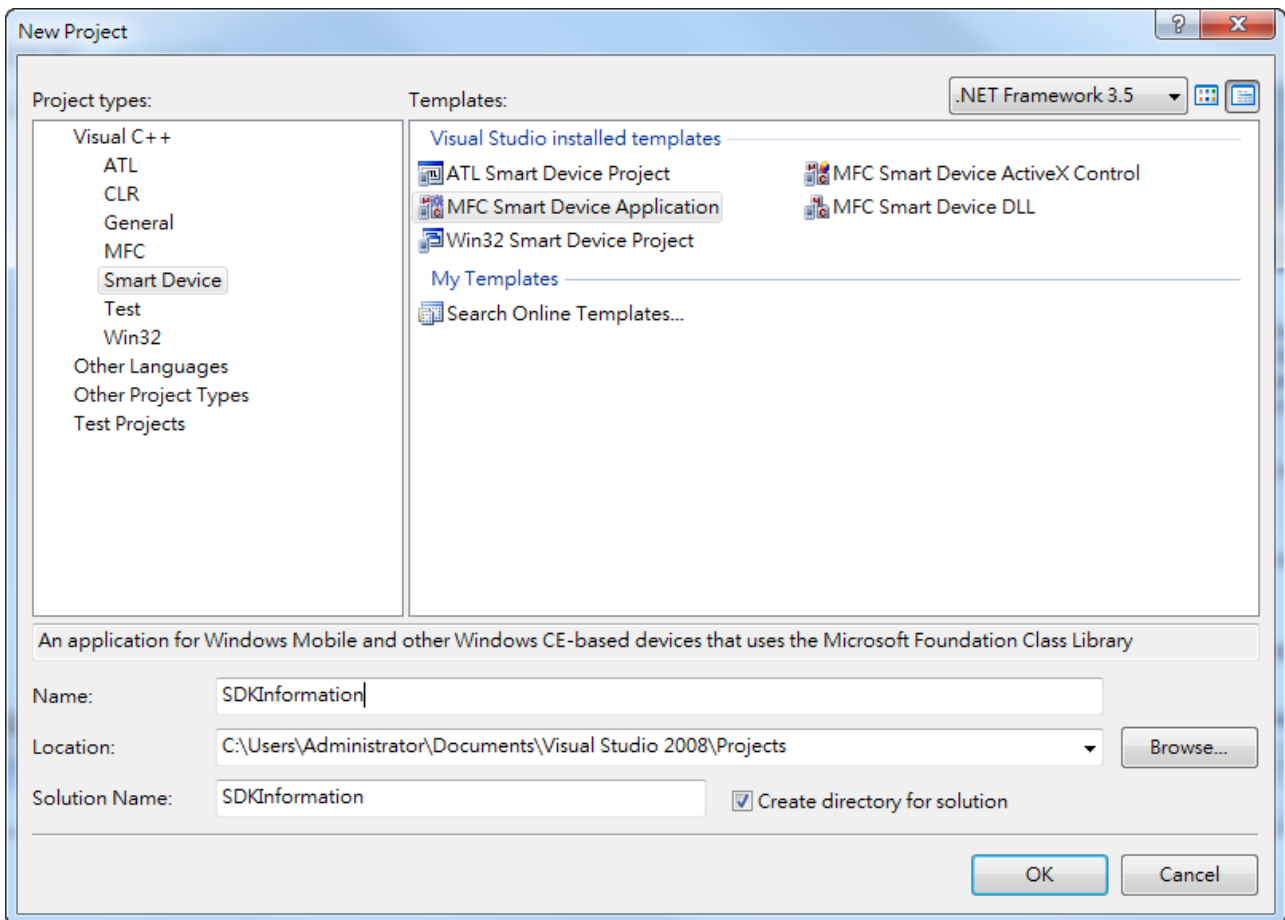 New Project
Project types:
Templates:
.NET Framework 3.5
Visual C++
ATL
CLR
General
MFC
Smart Device
Test
Win32
Other Languages
Other Project Types
Test Projects
Visual Studio installed templates
ATL Smart Device Project
MFC Smart Device ActiveX Control
MFC Smart Device Application
MFC Smart Device DLL
Win32 Smart Device Project
My Templates
Search Online Templates...
An application for Windows Mobile and other Windows CE-based devices that uses the Microsoft Foundation Class Library
Name:
SDKInformation
Location:
C:\Users\Administrator\Documents\Visual Studio 2008\Projects
Browse...
Solution Name:
SDKInformation
Create directory for solution
OK
Cancel